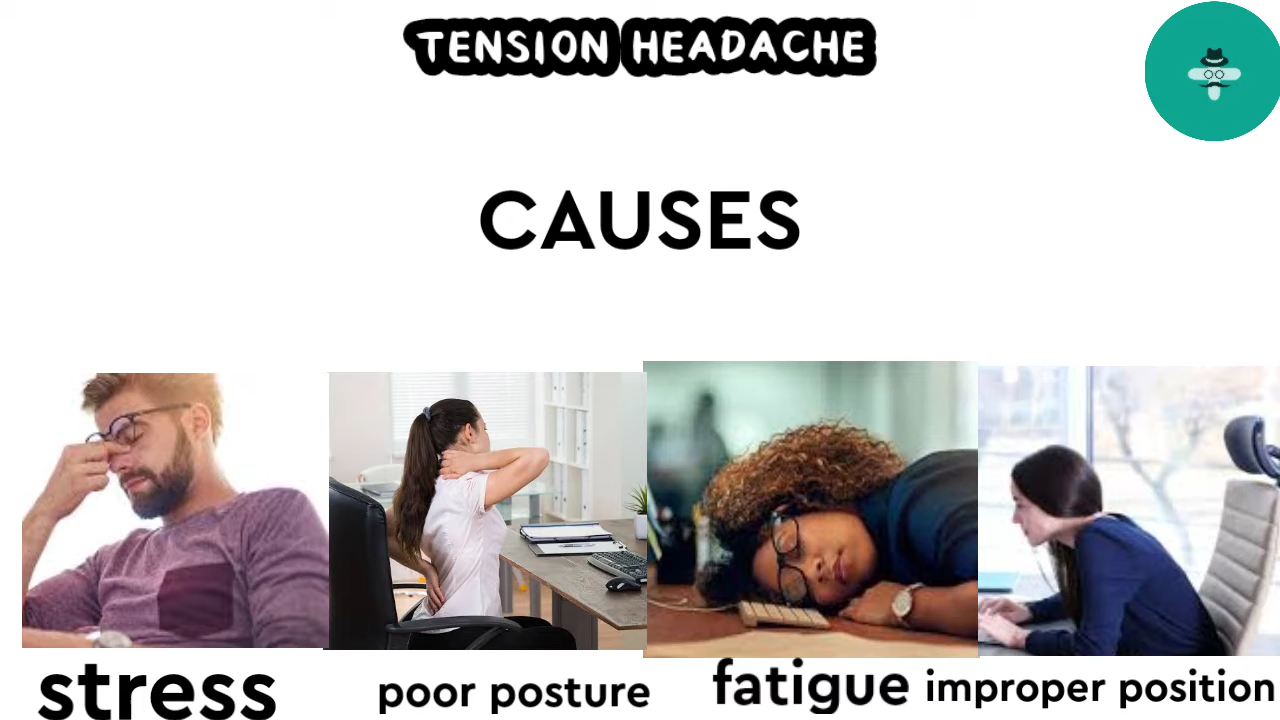 TENSION HEADACHE
CAUSES
stress
poor posture
fatigue
improper position